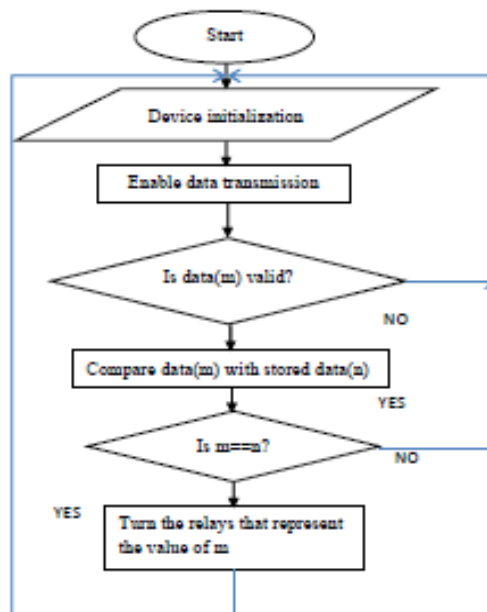 Start
Device initialization
Enable data transmission
Is data(m) valid?
NO
Compare data(m) with stored data(n)
YES
Is m==n?
NO
YES
Turn the relays that represent
the value of m